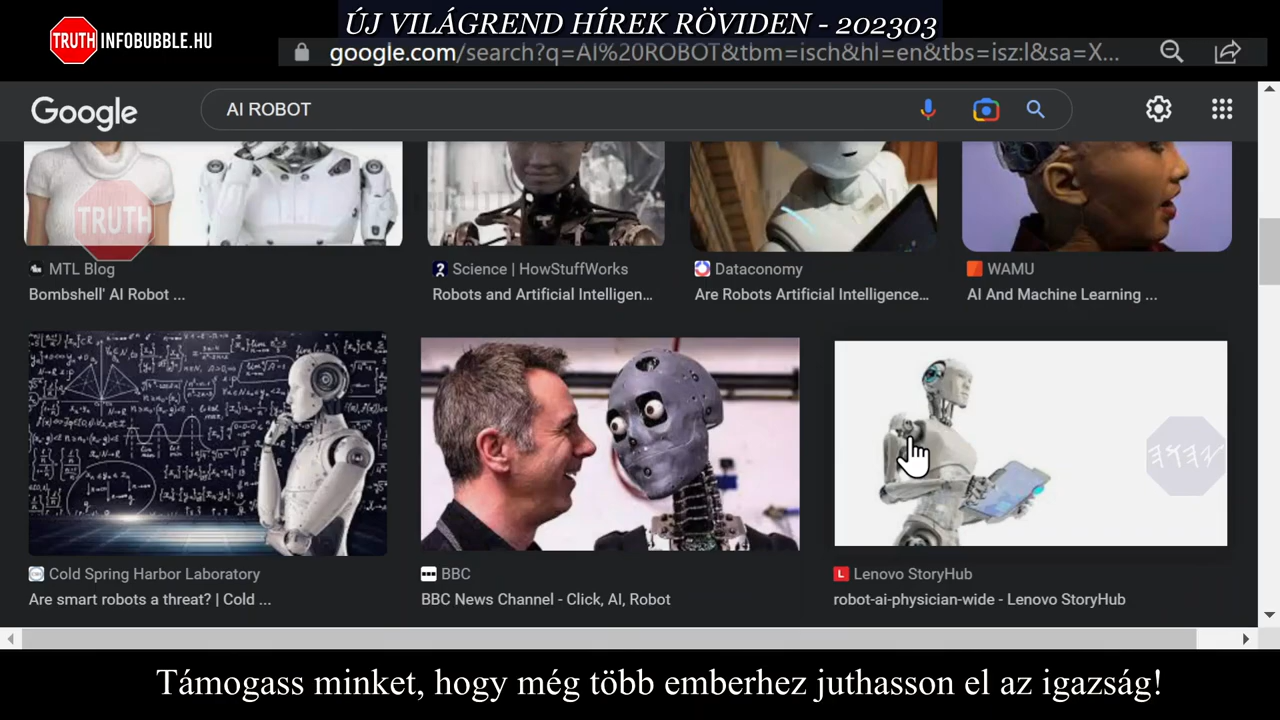 ÚJ VILÁGREND HÍREK RÖVIDEN - 202303
TRUTH INFOBUBBLE.HU
google.com/search?q=AI%20ROBOT&tbm=isch&hl=en&tbs=isz:l&sa=X...
Google
AI ROBOT
TRUTH
MTL Blog
Bombshell' AI Robot ...
Science | HowStuffWorks
Robots and Artificial Intelligen...
Dataconomy
Are Robots Artificial Intelligence...
WAMU
AI And Machine Learning ...
Cold Spring Harbor Laboratory
Are smart robots a threat? | Cold ...
BBC
BBC News Channel - Click, AI, Robot
L Lenovo StoryHub
robot-ai-physician-wide - Lenovo StoryHub
Támogass minket, hogy még több emberhez juthasson el az igazság!